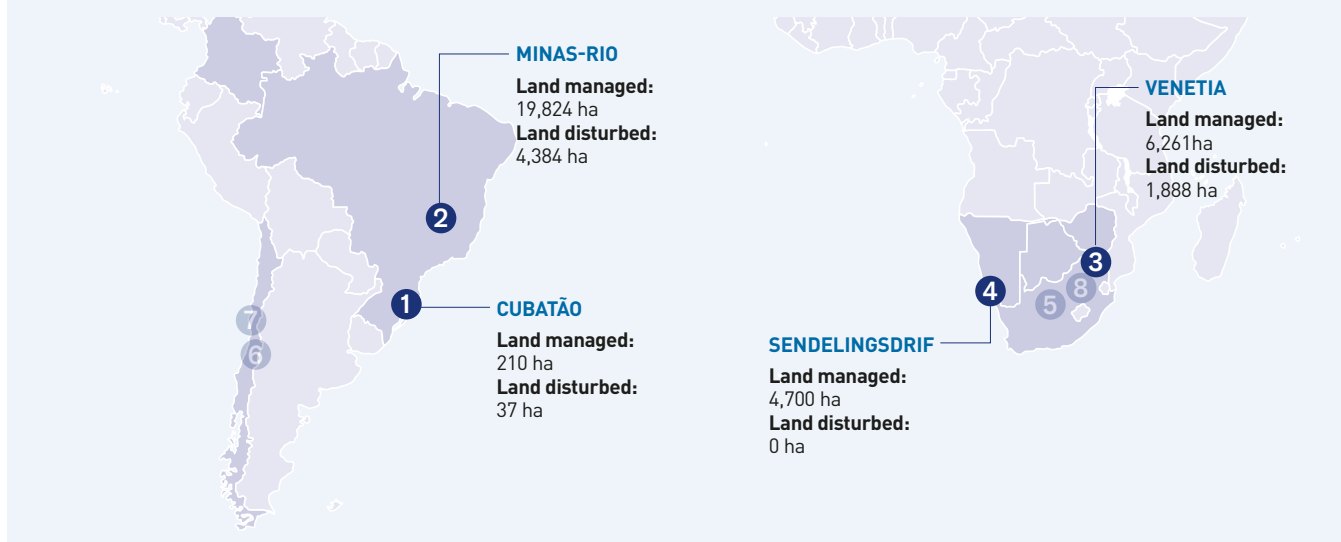 MINAS-RIO
Land managed:
19,824 ha
Land disturbed:
4,384 ha
2
1
CUBATÃO
Land managed:
210 ha
Land disturbed:
37 ha
7
6
VENETIA
Land managed:
6,261ha
Land disturbed:
1,888 ha
3
4
5
8
SENDELINGSDRIF
Land managed:
4,700 ha
Land disturbed:
0 ha